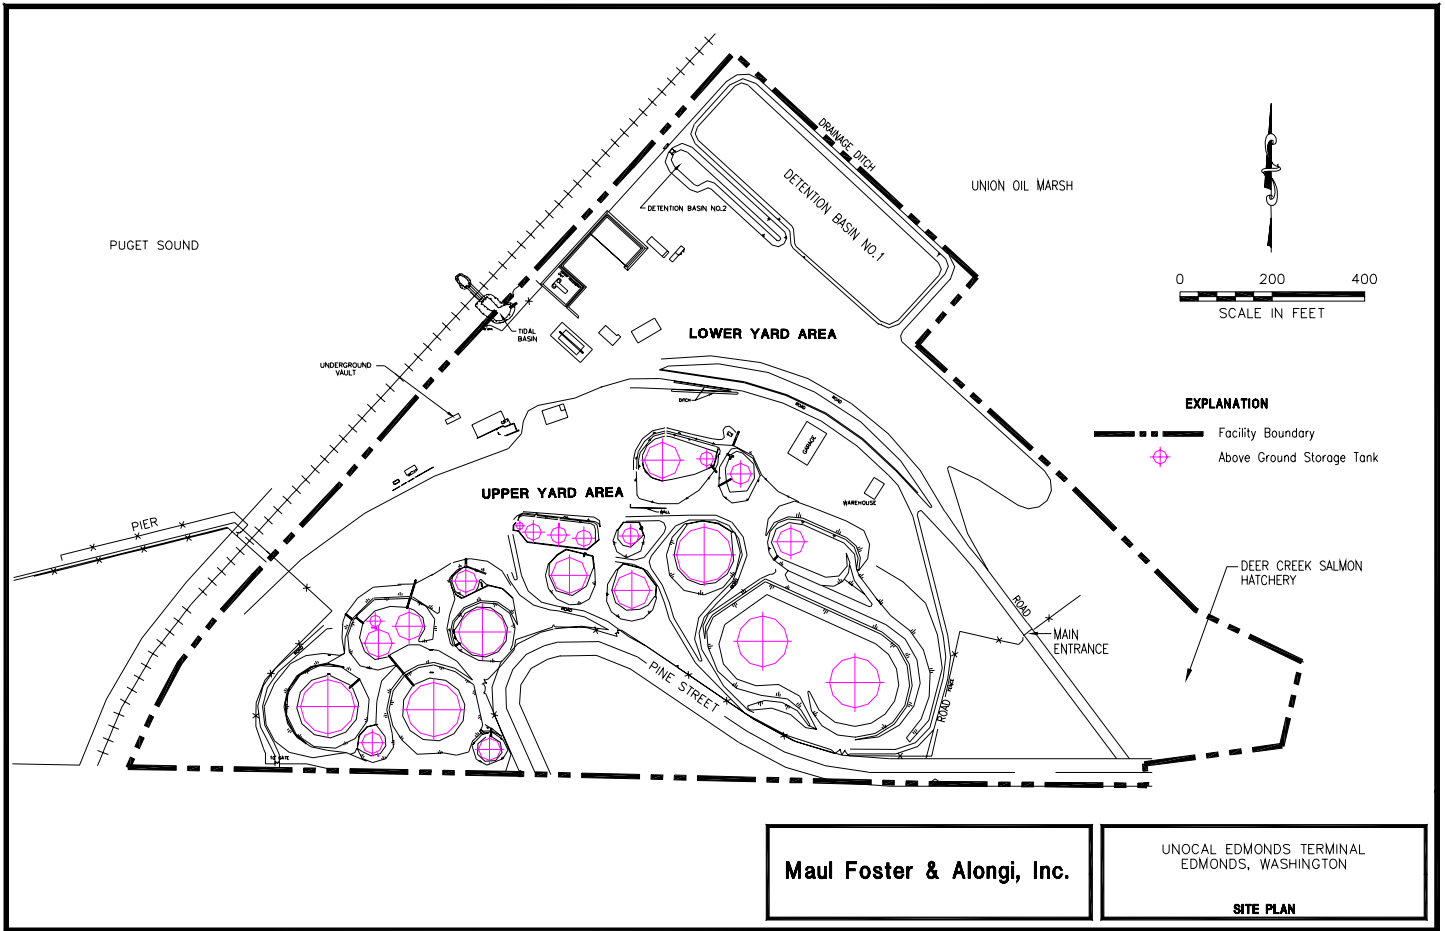 DRAINAGE DITCH
UNION OIL MARSH
DETENTION BASIN NO.1
DETENTION BASIN NO.2
PUGET SOUND
0 200 400
SCALE IN FEET
TIDAL
BASIN
LOWER YARD AREA
UNDERGROUND
VAULT
DITCH
ROAD
ROAD
EXPLANATION
Facility Boundary
Above Ground Storage Tank
GARAGE
UPPER YARD AREA
WAREHOUSE
WALL
PIER
DEER CREEK SALMON
HATCHERY
ROAD
ROAD
ROAD
MAIN
ENTRANCE
PINE STREET
ROAD
Maul Foster & Alongi, Inc.
UNOCAL EDMONDS TERMINAL
EDMONDS, WASHINGTON
SITE PLAN